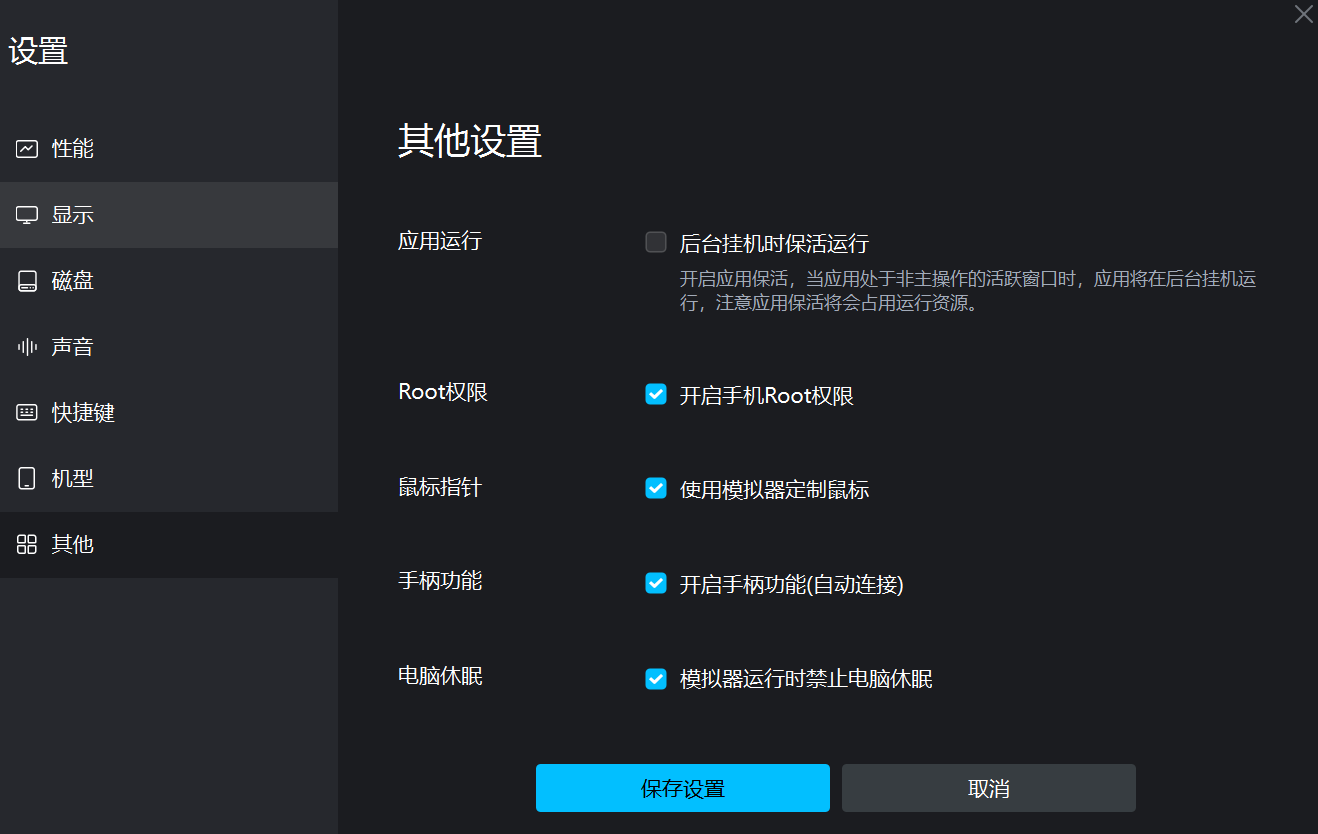 设置
性能
显示
磁盘
声音
快捷键
机型
其他
其他设置
应用运行
后台挂机时保活运行
开启应用保活，当应用处于非主操作的活跃窗口时，应用将在后台挂机运
行，注意应用保活将会占用运行资源。
Root权限
开启手机Root权限
鼠标指针
使用模拟器定制鼠标
手柄功能
开启手柄功能(自动连接)
电脑休眠
模拟器运行时禁止电脑休眠
保存设置
取消